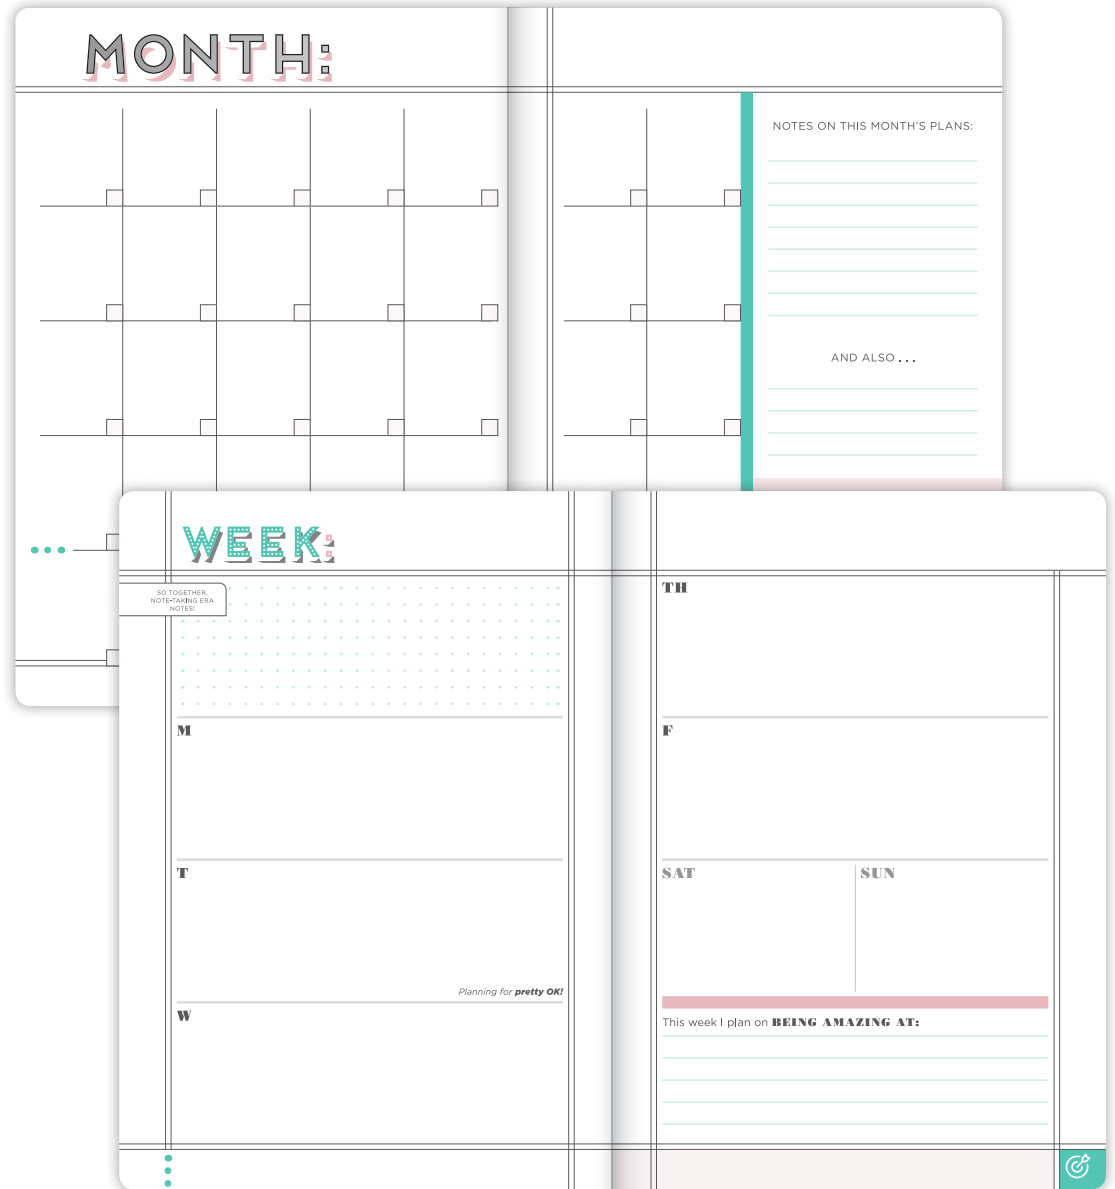 MONTH:
NOTES ON THIS MONTH'S PLANS:
AND ALSO . . .
WEEK:
SO TOGETHER,
NOTE-TAKING ERA
NOTES!
M
T
Planning for pretty OK!
W
TH
F
SAT
SUN
This week I plan on BEING AMAZING AT: